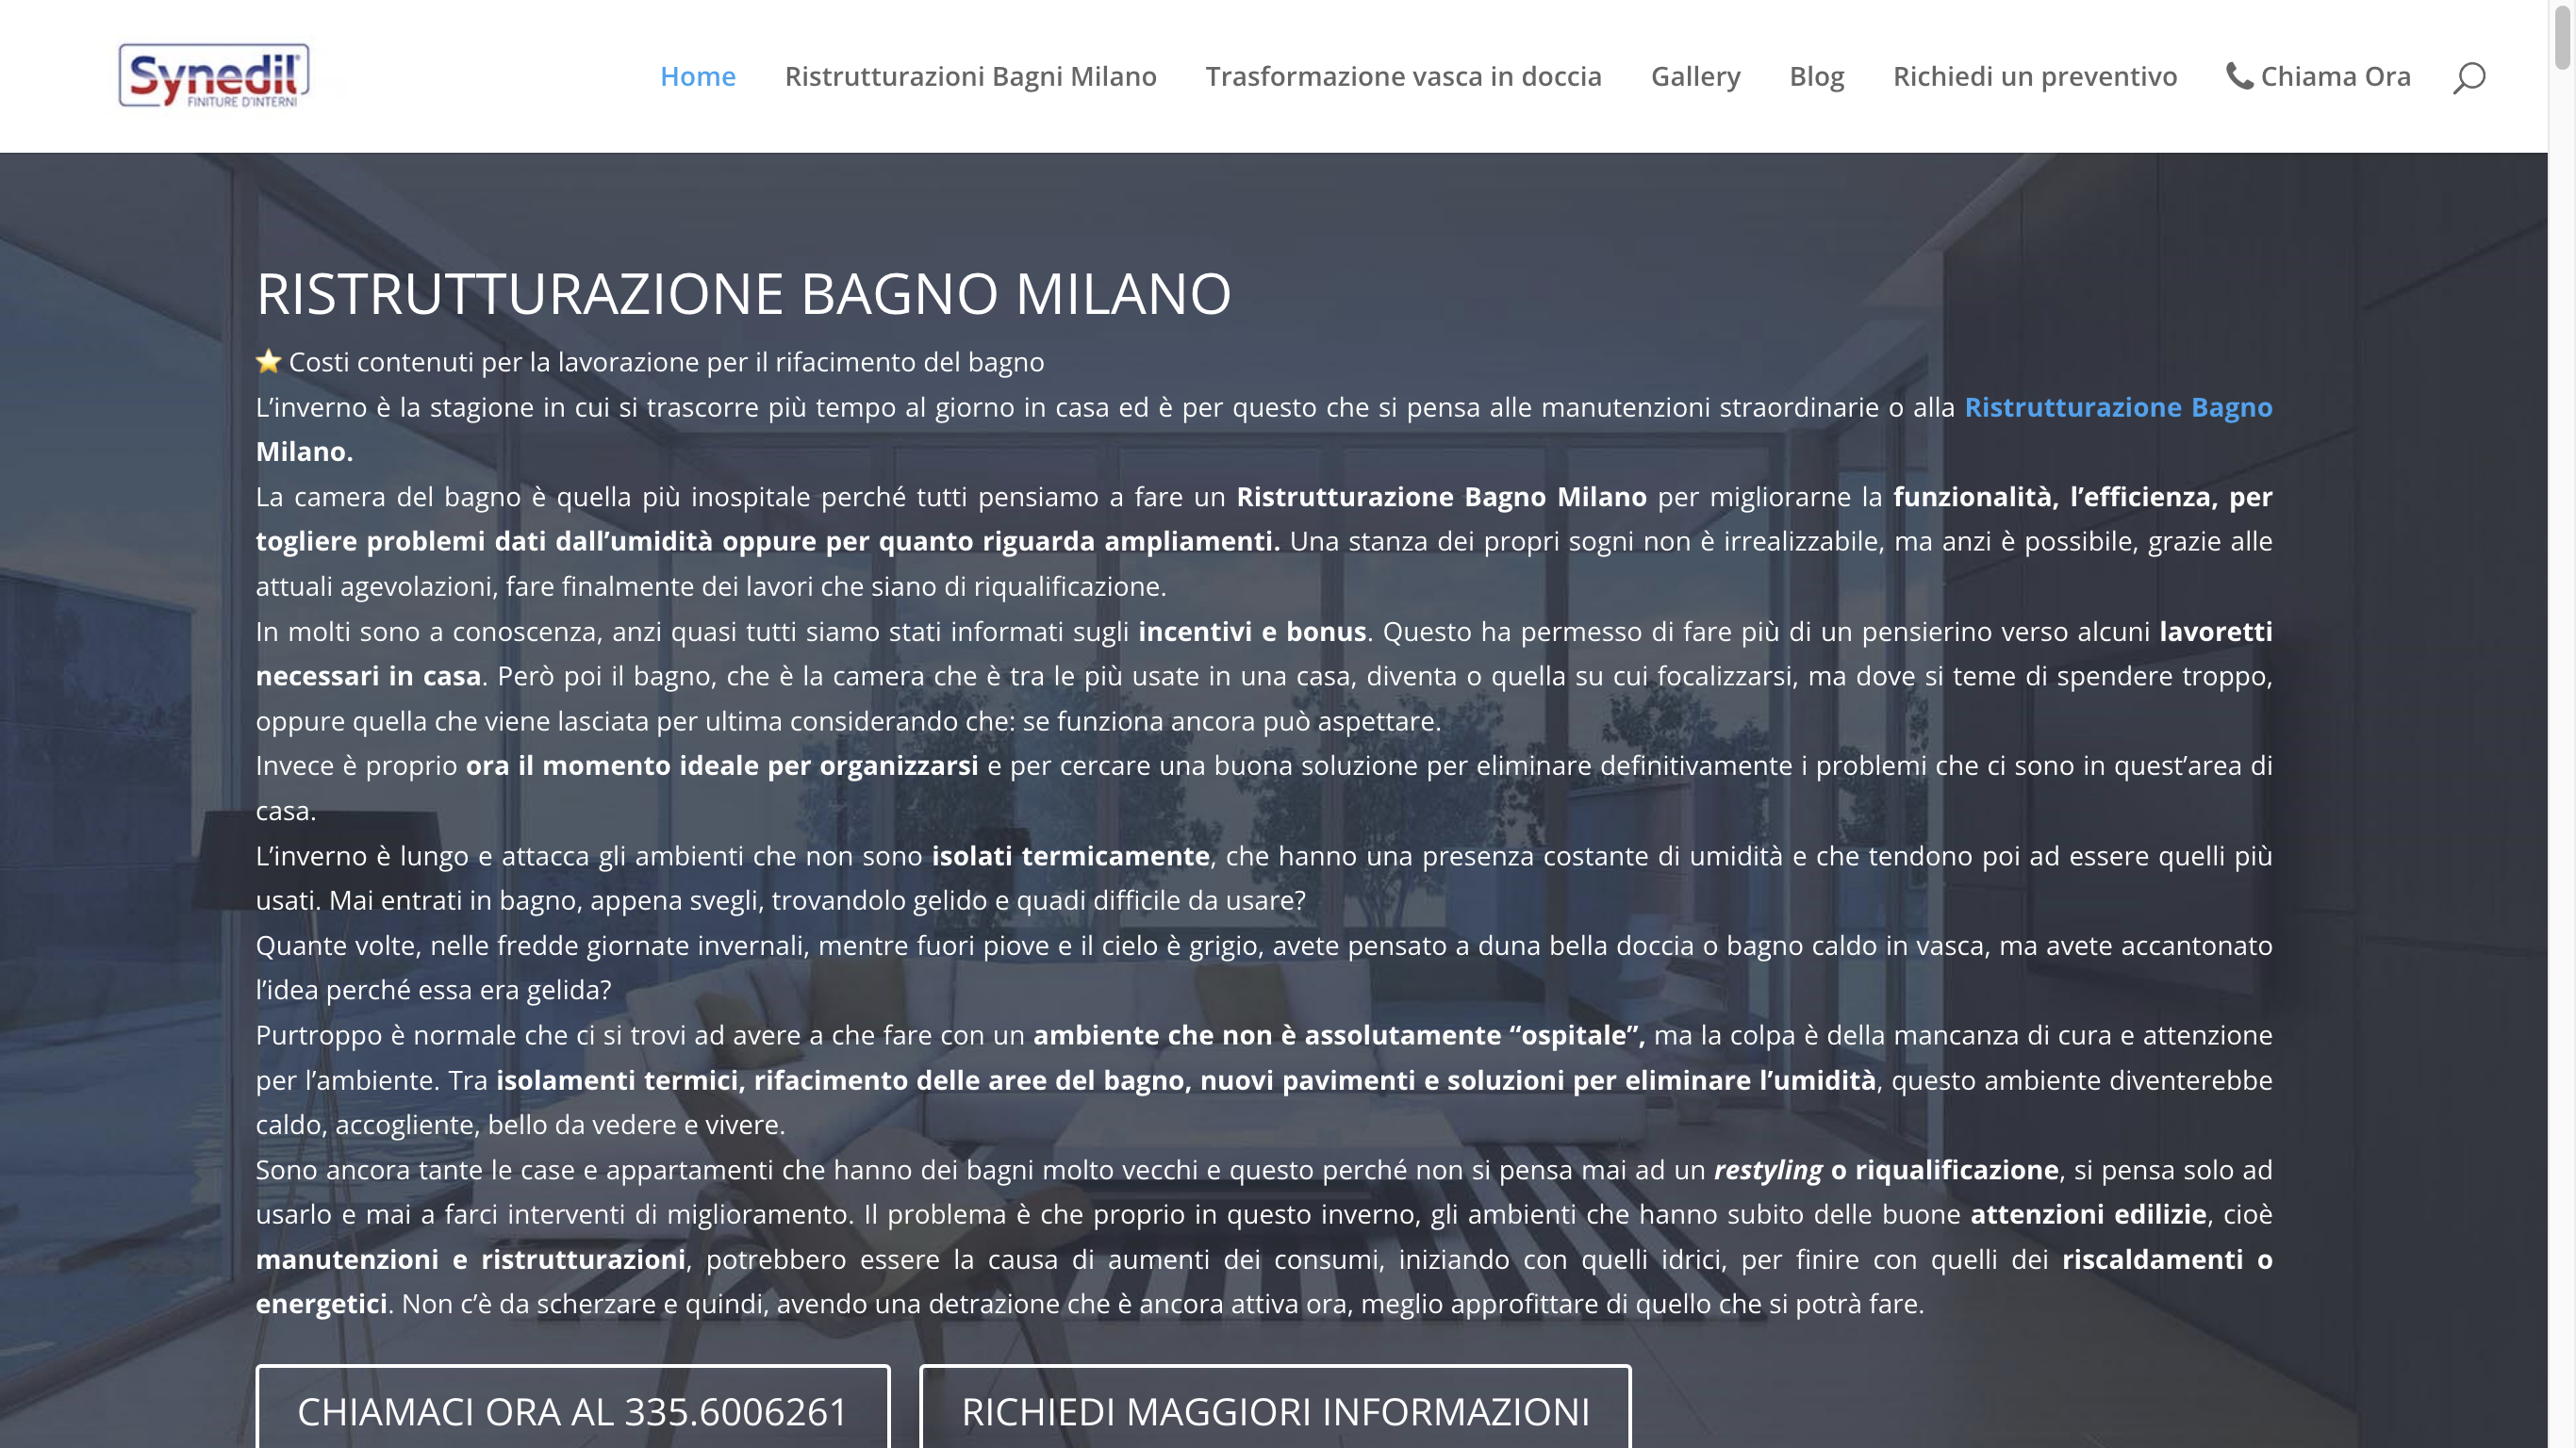 Synedil®
FINITURE D'INTERNI
Home
Ristrutturazioni Bagni Milano
Trasformazione vasca in doccia
Gallery
Blog
Richiedi un preventivo
Chiama Ora
RISTRUTTURAZIONE BAGNO MILANO
⭐ Costi contenuti per la lavorazione per il rifacimento del bagno
L’inverno è la stagione in cui si trascorre più tempo al giorno in casa ed è per questo che si pensa alle manutenzioni straordinarie o alla Ristrutturazione Bagno
Milano.
La camera del bagno è quella più inospitale perché tutti pensiamo a fare un Ristrutturazione Bagno Milano per migliorarne la funzionalità, l’efficienza, per
togliere problemi dati dall’umidità oppure per quanto riguarda ampliamenti. Una stanza dei propri sogni non è irrealizzabile, ma anzi è possibile, grazie alle
attuali agevolazioni, fare finalmente dei lavori che siano di riqualificazione.
In molti sono a conoscenza, anzi quasi tutti siamo stati informati sugli incentivi e bonus. Questo ha permesso di fare più di un pensierino verso alcuni lavoretti
necessari in casa. Però poi il bagno, che è la camera che è tra le più usate in una casa, diventa o quella su cui focalizzarsi, ma dove si teme di spendere troppo,
oppure quella che viene lasciata per ultima considerando che: se funziona ancora può aspettare.
Invece è proprio ora il momento ideale per organizzarsi e per cercare una buona soluzione per eliminare definitivamente i problemi che ci sono in quest’area di
casa.
L’inverno è lungo e attacca gli ambienti che non sono isolati termicamente, che hanno una presenza costante di umidità e che tendono poi ad essere quelli più
usati. Mai entrati in bagno, appena svegli, trovandolo gelido e quadi difficile da usare?
Quante volte, nelle fredde giornate invernali, mentre fuori piove e il cielo è grigio, avete pensato a duna bella doccia o bagno caldo in vasca, ma avete accantonato
l’idea perché essa era gelida?
Purtroppo è normale che ci si trovi ad avere a che fare con un ambiente che non è assolutamente “ospitale”, ma la colpa è della mancanza di cura e attenzione
per l’ambiente. Tra isolamenti termici, rifacimento delle aree del bagno, nuovi pavimenti e soluzioni per eliminare l’umidità, questo ambiente diventerebbe
caldo, accogliente, bello da vedere e vivere.
Sono ancora tante le case e appartamenti che hanno dei bagni molto vecchi e questo perché non si pensa mai ad un restyling o riqualificazione, si pensa solo ad
usarlo e mai a farci interventi di miglioramento. Il problema è che proprio in questo inverno, gli ambienti che hanno subito delle buone attenzioni edilizie, cioè
manutenzioni e ristrutturazioni, potrebbero essere la causa di aumenti dei consumi, iniziando con quelli idrici, per finire con quelli dei riscaldamenti o
energetici. Non c’è da scherzare e quindi, avendo una detrazione che è ancora attiva ora, meglio approfittare di quello che si potrà fare.
CHIAMACI ORA AL 335.6006261
RICHIEDI MAGGIORI INFORMAZIONI